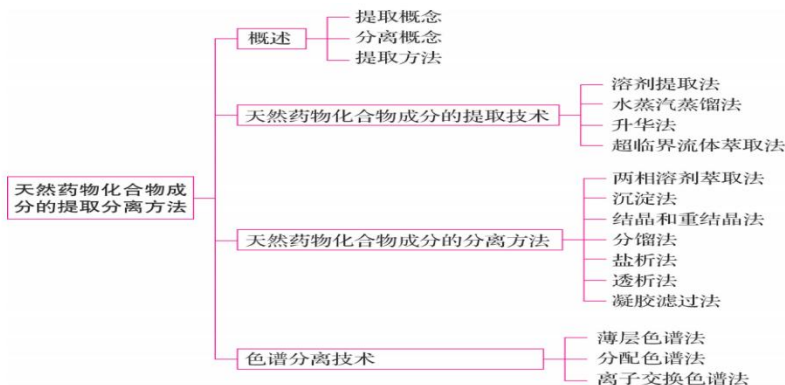 天然药物化合物成
分的提取分离方法
概述
提取概念
分离概念
提取方法
天然药物化合物成分的提取技术
溶剂提取法
水蒸汽蒸馏法
升华法
超临界流体萃取法
天然药物化合物成分的分离方法
两相溶剂萃取法
沉淀法
结晶和重结晶法
分馏法
盐析法
透析法
凝胶滤过法
色谱分离技术
薄层色谱法
分配色谱法
离子交换色谱法